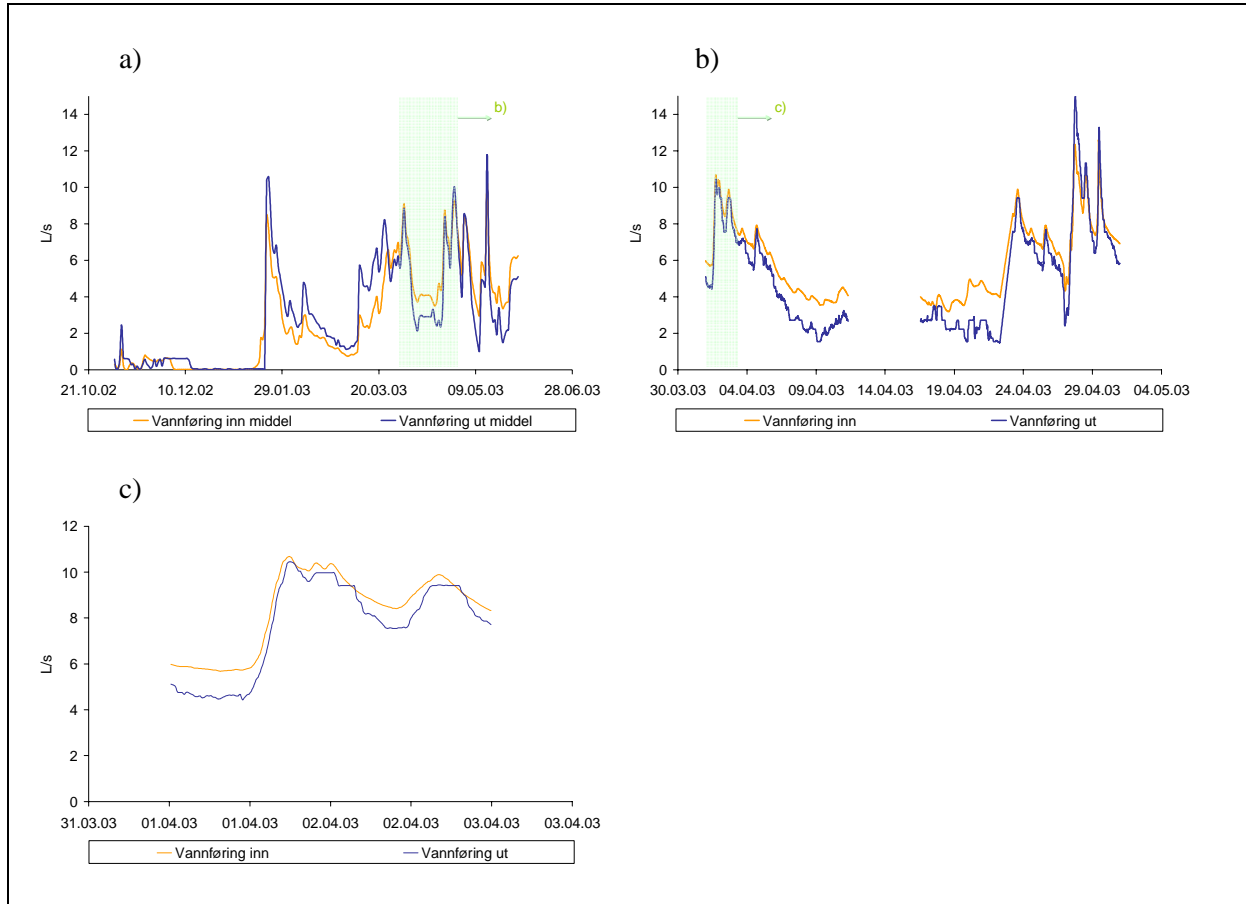 a)
b)
14
12
10
8
6
4
2
0
L/s
b)
21.10.02 10.12.02 29.01.03 20.03.03 09.05.03 28.06.03
Vannføring inn middel Vannføring ut middel
14
12
10
8
6
4
2
0
L/s
c)
30.03.03 04.04.03 09.04.03 14.04.03 19.04.03 24.04.03 29.04.03 04.05.03
Vannføring inn Vannføring ut
c)
12
10
8
6
4
2
0
L/s
31.03.03 01.04.03 01.04.03 02.04.03 02.04.03 03.04.03 03.04.03
Vannføring inn Vannføring ut